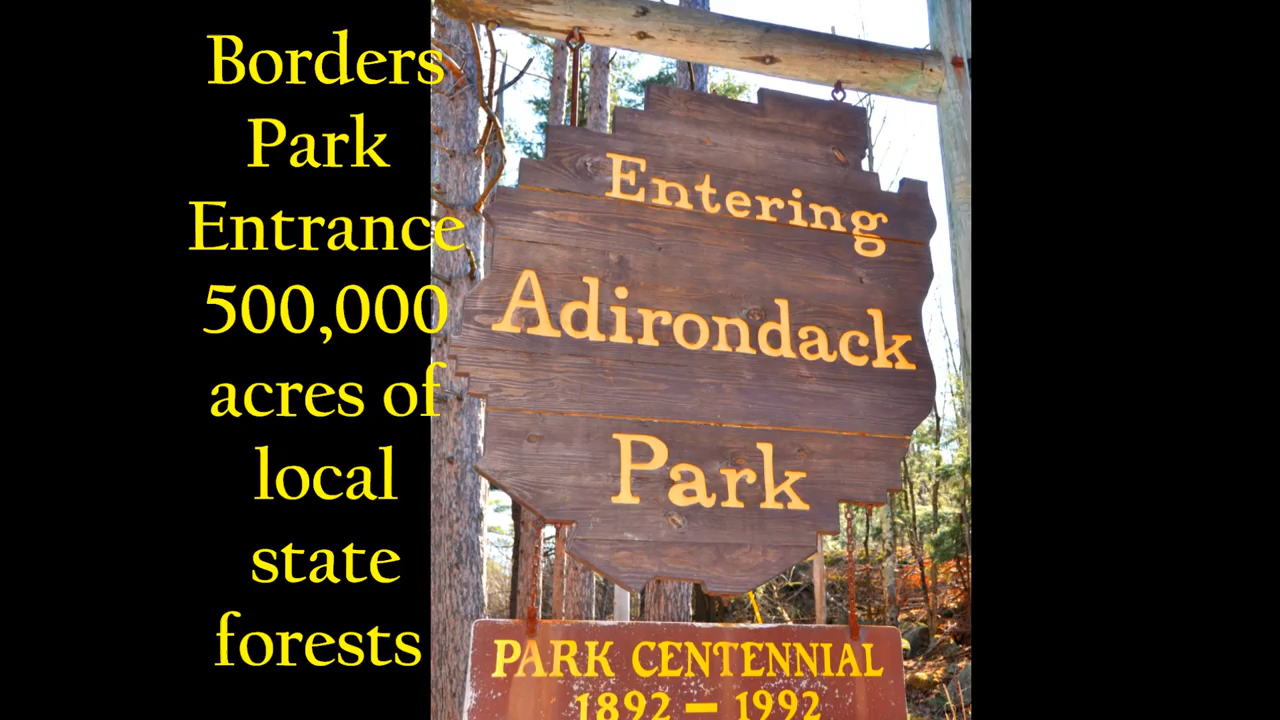 Borders
Park
Entrance
500,000
acres of
local
state
forests
Entering
Adirondack
Park
PARK CENTENNIAL
1892 — 1992